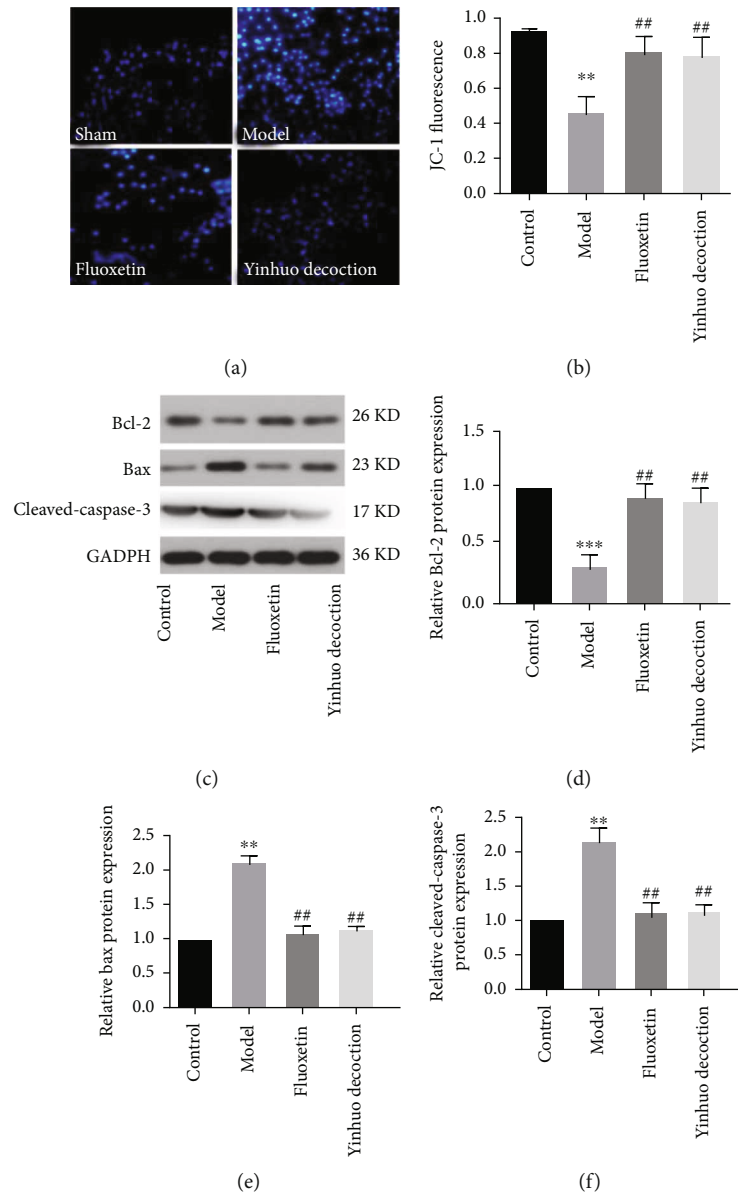 Sham
Model
Fluoxetin
Yinhuo decoction
(a)
JC-1 fluorescence
1.0
0.8
0.6
0.4
0.2
0.0
**
##
##
Control
Model
Fluoxetin
Yinhuo decoction
(b)
Bcl-2
26 KD
Bax
23 KD
Cleaved-caspase-3
17 KD
GADPH
36 KD
Control
Model
Fluoxetin
Yinhuo decoction
(c)
Relative Bcl-2 protein expression
1.5
1.0
0.5
0.0
***
##
##
Control
Model
Fluoxetin
Yinhuo decoction
(d)
Relative bax protein expression
2.5
2.0
1.5
1.0
0.0
**
##
##
Control
Model
Fluoxetin
Yinhuo decoction
(e)
Relative cleaved-caspase-3
protein expression
2.5
2.0
1.5
1.0
0.5
0.0
**
##
##
Control
Model
Fluoxetin
Yinhuo decoction
(f)